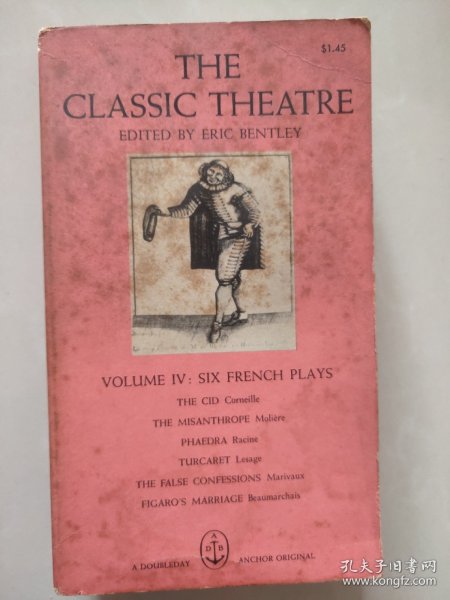 $1.45
THE
CLASSIC THEATRE
EDITED BY ERIC BENTLEY
VOLUME IV: SIX FRENCH PLAYS
THE CID Corneille
THE MISANTHROPE Molière
PHAEDRA Racine
TURCARET Lesage
THE FALSE CONFESSIONS Marivaux
FIGARO'S MARRIAGE Beaumarchais
A
D B
A DOUBLEDAY ANCHOR ORIGINAL
孔夫子旧书网
www.kongfz.com